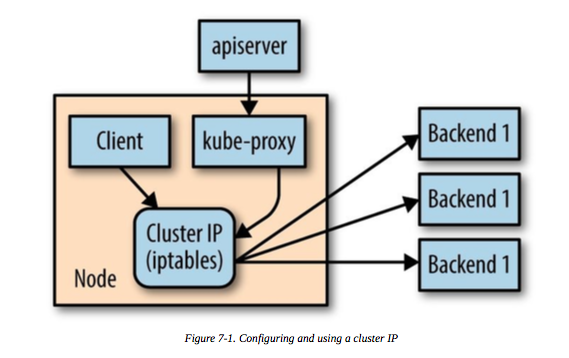 apiserver
Client
kube-proxy
Cluster IP
(iptables)
Node
Backend 1
Backend 1
Backend 1
Figure 7-1. Configuring and using a cluster IP